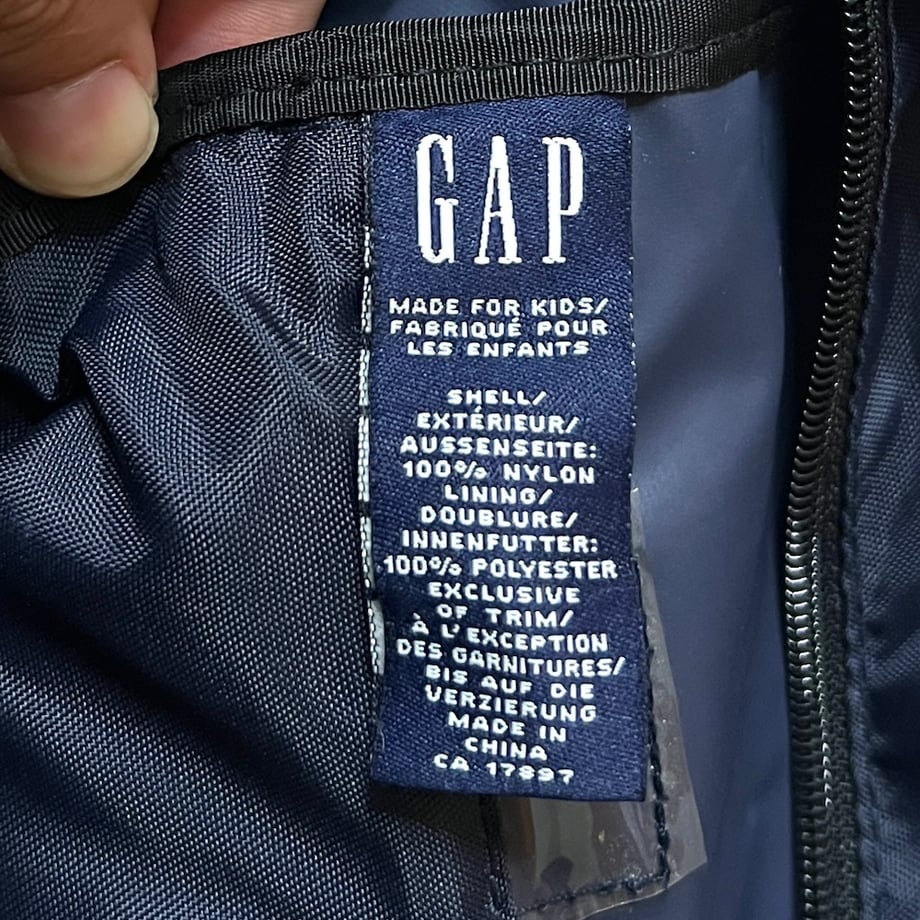 GAP
MADE FOR KIDS/
FABRIQUÉ POUR
LES ENFANTS
SHELL/
EXTÉRIEUR/
AUSSENSEITE:
100% NYLON
LINING/
DOUBLURE/
INNENFUTTER:
100% POLYESTER
EXCLUSIVE
OF TRIM/
À L'EXCEPTION
DES GARNITURES/
BIS AUF DIE
VERZIERUNG
MADE IN
CHINA
CA 17897